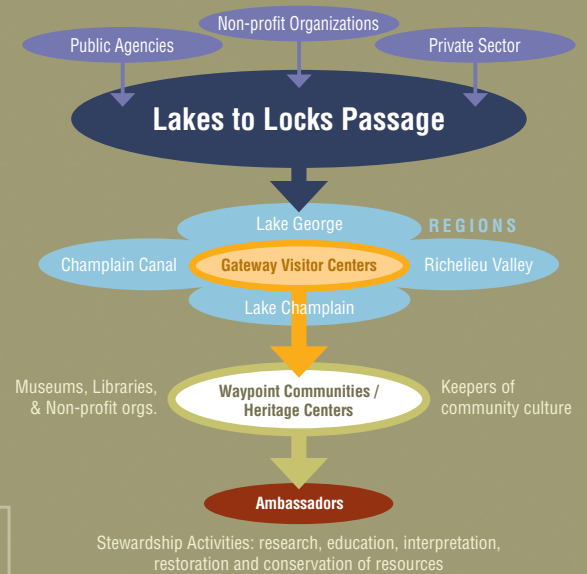 Non-profit Organizations
Public Agencies
Private Sector
Lakes to Locks Passage
Lake George
REGIONS
Champlain Canal
Gateway Visitor Centers
Richelieu Valley
Lake Champlain
Museums, Libraries,
& Non-profit orgs.
Waypoint Communities /
Heritage Centers
Keepers of
community culture
Ambassadors
Stewardship Activities: research, education, interpretation,
restoration and conservation of resources